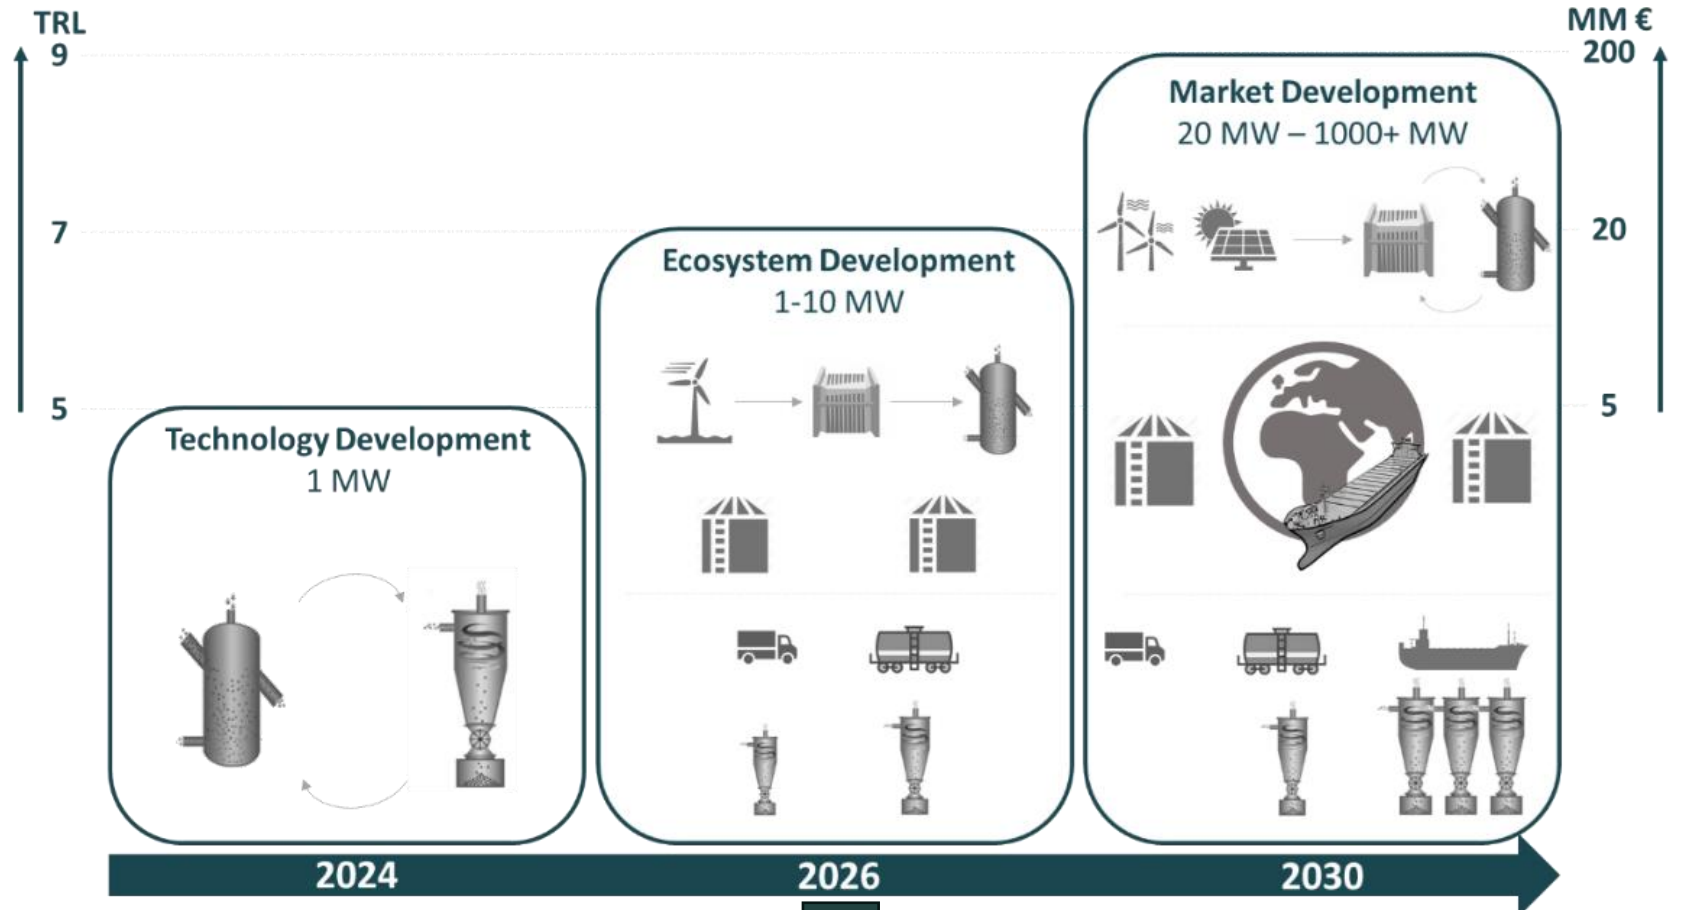 TRL
MM €
9
200
Market Development
20 MW – 1000+ MW
7
20
Ecosystem Development
1-10 MW
5
5
Technology Development
1 MW
2024
2026
2030